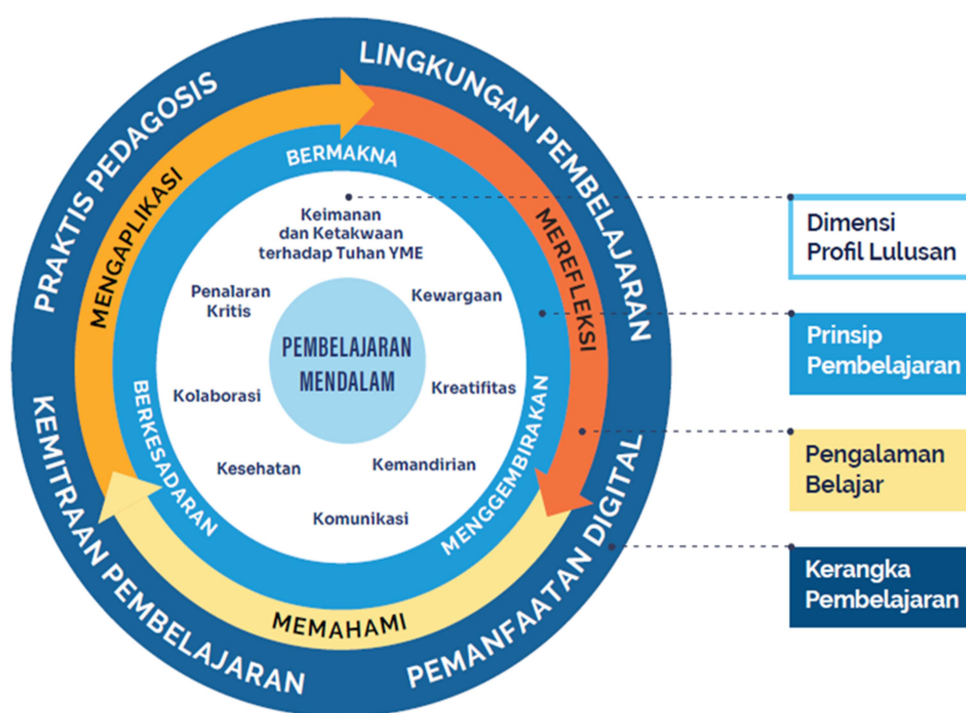 PRAKTIS PEDAGOSIS
LINGKUNGAN PEMBELAJARAN
MENGAPLIKASI
MEREFLEKSI
BERMAKNA
Keimanan
dan Ketakwaan
terhadap Tuhan YME
Penalaran
Kritis
Kewargaan
PEMBELAJARAN
MENDALAM
Kolaborasi
Kreatifitas
Kesehatan
Kemandirian
Komunikasi
BERKESADARAN
MENGGEMBIRAKAN
MEMAHAMI
KEMITRAAN PEMBELAJARAN
PEMANFAATAN DIGITAL
Dimensi
Profil Lulusan
Prinsip
Pembelajaran
Pengalaman
Belajar
Kerangka
Pembelajaran